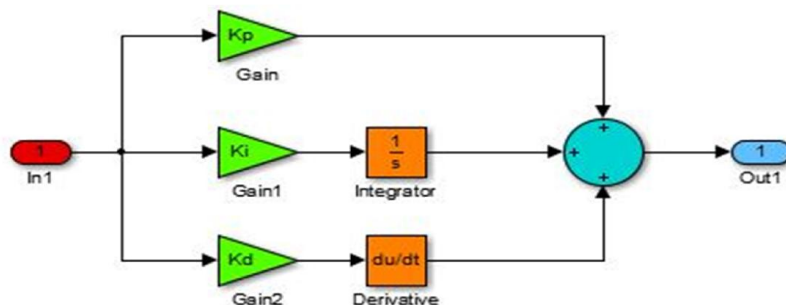 Kp
Gain
1
In1
Ki
Gain1
1
s
Integrator
+
+
+
1
Out1
Kd
Gain2
du/dt
Derivative